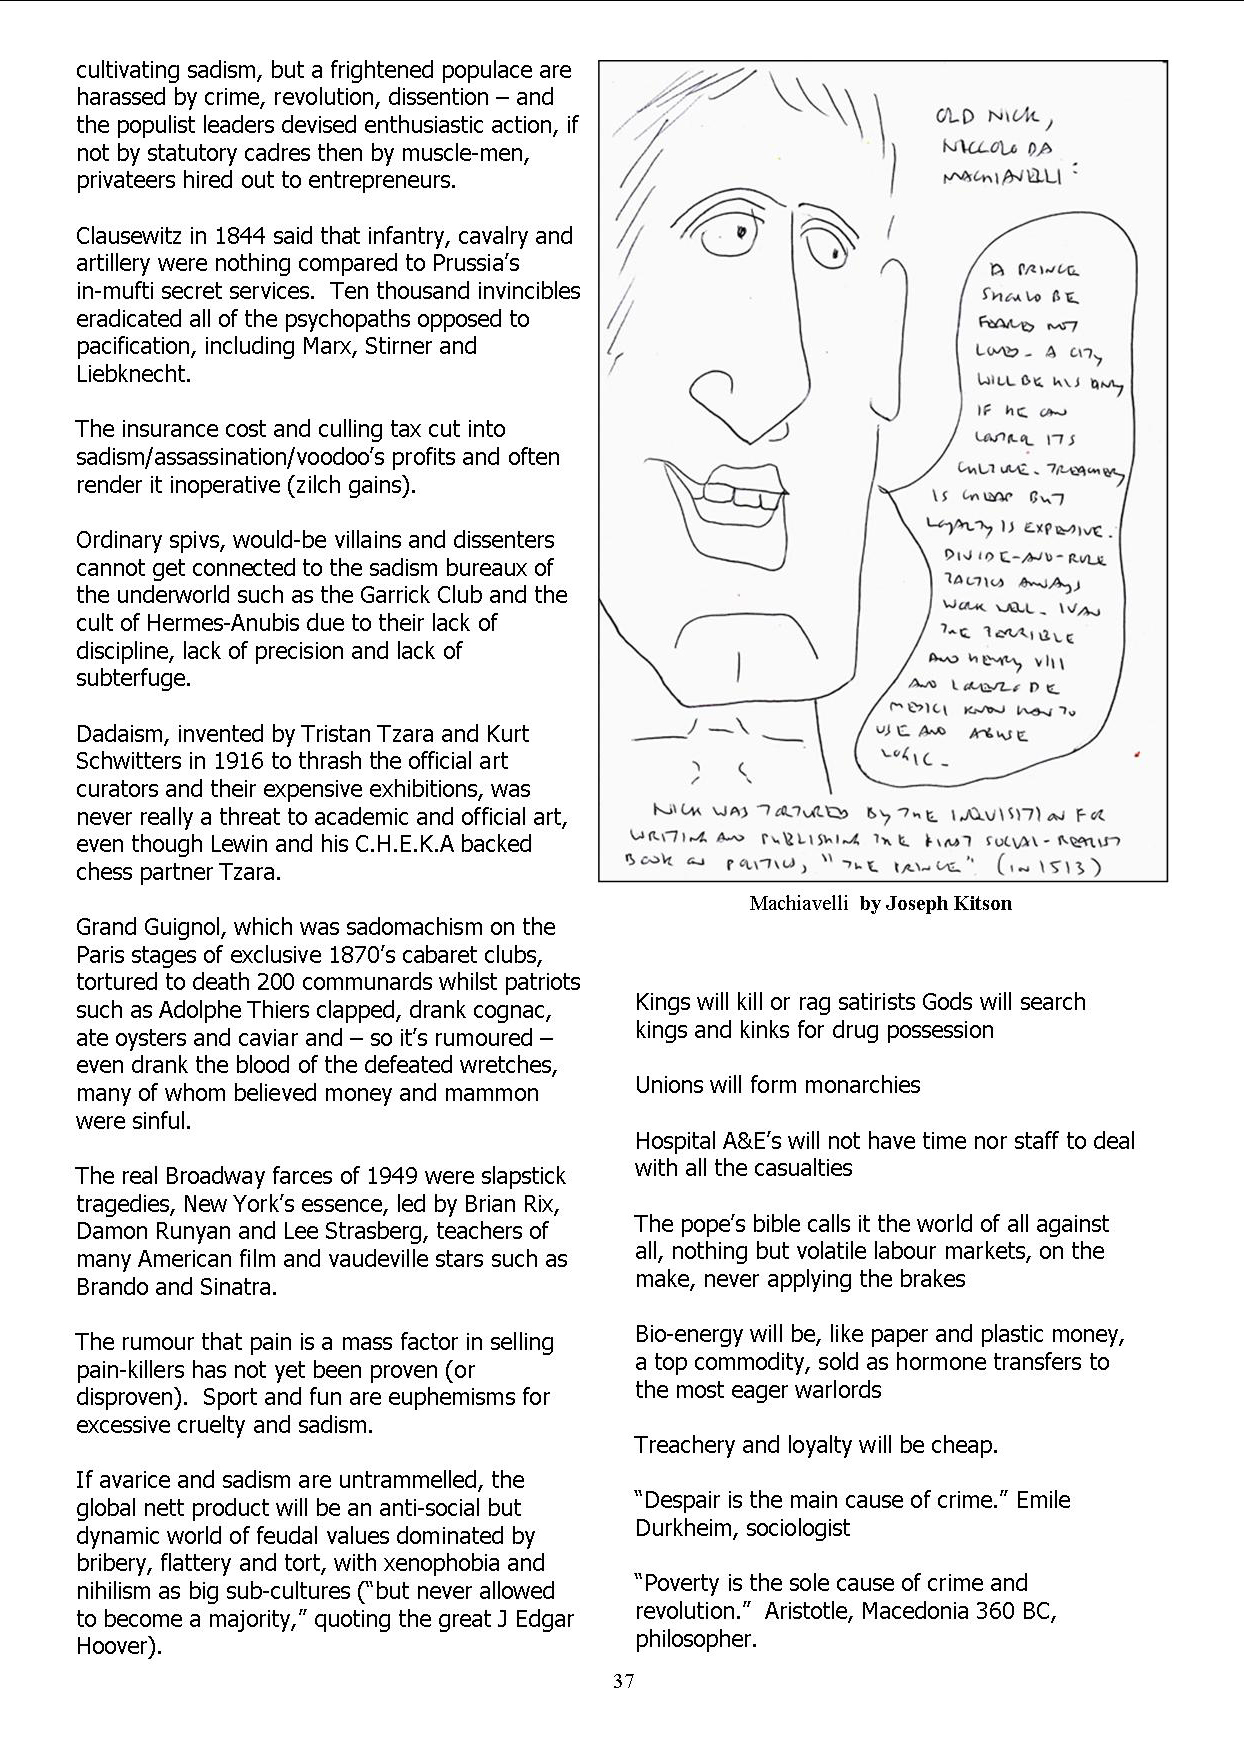 cultivating sadism, but a frightened populace are
harassed by crime, revolution, dissention – and
the populist leaders devised enthusiastic action, if
not by statutory cadres then by muscle-men,
privateers hired out to entrepreneurs.
Clausewitz in 1844 said that infantry, cavalry and
artillery were nothing compared to Prussia’s
in-mufti secret services.  Ten thousand invincibles
eradicated all of the psychopaths opposed to
pacification, including Marx, Stirner and
Liebknecht.
The insurance cost and culling tax cut into
sadism/assassination/voodoo’s profits and often
render it inoperative (zilch gains).
Ordinary spivs, would-be villains and dissenters
cannot get connected to the sadism bureaux of
the underworld such as the Garrick Club and the
cult of Hermes-Anubis due to their lack of
discipline, lack of precision and lack of
subterfuge.
Dadaism, invented by Tristan Tzara and Kurt
Schwitters in 1916 to thrash the official art
curators and their expensive exhibitions, was
never really a threat to academic and official art,
even though Lewin and his C.H.E.K.A backed
chess partner Tzara.
Grand Guignol, which was sadomachism on the
Paris stages of exclusive 1870’s cabaret clubs,
tortured to death 200 communards whilst patriots
such as Adolphe Thiers clapped, drank cognac,
ate oysters and caviar and – so it’s rumoured –
even drank the blood of the defeated wretches,
many of whom believed money and mammon
were sinful.
The real Broadway farces of 1949 were slapstick
tragedies, New York’s essence, led by Brian Rix,
Damon Runyan and Lee Strasberg, teachers of
many American film and vaudeville stars such as
Brando and Sinatra.
The rumour that pain is a mass factor in selling
pain-killers has not yet been proven (or
disproven).  Sport and fun are euphemisms for
excessive cruelty and sadism.
If avarice and sadism are untrammelled, the
global nett product will be an anti-social but
dynamic world of feudal values dominated by
bribery, flattery and tort, with xenophobia and
nihilism as big sub-cultures (“but never allowed
to become a majority,” quoting the great J Edgar
Hoover).
OLD NICK,
NICCOLO DA
MACHIAVELLI:
A PRINCE
SHOULD BE
FEARED NOT
LOVED - A CITY
WILL BE HIS ONLY
IF HE CAN
CONTROL ITS
CULTURE. TREACHERY
IS CHEAP BUT
LOYALTY IS EXPENSIVE.
DIVIDE-AND-RULE
TACTICS ALWAYS
WORK WELL - IVAN
THE TERRIBLE
AND HENRY VIII
AND LORENZO DE
MEDICI KNOW HOW TO
USE AND ABUSE
LOGIC -
NICK WAS TORTURED BY THE INQUISITION FOR
WRITING AND PUBLISHING THE FIRST SOCIAL-REALIST
BOOK ON POLITICS, "THE PRINCE" (IN 1513)
Machiavelli  by Joseph Kitson
Kings will kill or rag satirists Gods will search
kings and kinks for drug possession
Unions will form monarchies
Hospital A&E’s will not have time nor staff to deal
with all the casualties
The pope’s bible calls it the world of all against
all, nothing but volatile labour markets, on the
make, never applying the brakes
Bio-energy will be, like paper and plastic money,
a top commodity, sold as hormone transfers to
the most eager warlords
Treachery and loyalty will be cheap.
“Despair is the main cause of crime.” Emile
Durkheim, sociologist
“Poverty is the sole cause of crime and
revolution.”  Aristotle, Macedonia 360 BC,
philosopher.
37